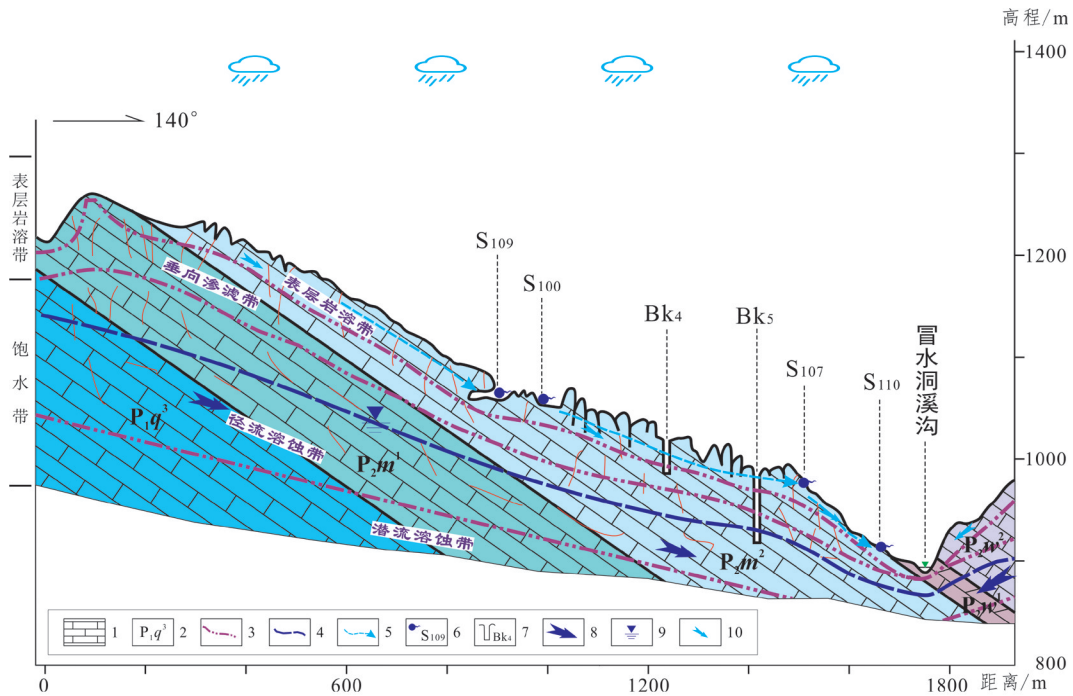 高程/m
1400
140°
表层岩溶带
1200
S109
S100
垂向渗滤带
表层岩溶带
Bk4
Bk5
S107
S110
冒水洞溪沟
饱水带
P1q3
径流溶蚀带
P2m1
1000
潜流溶蚀带
P2m2
P2w2
P2w1
1
P1q3 2
3
4
5
S109 6
Bk4 7
8
9
10
800
0
600
1200
1800
距离/m